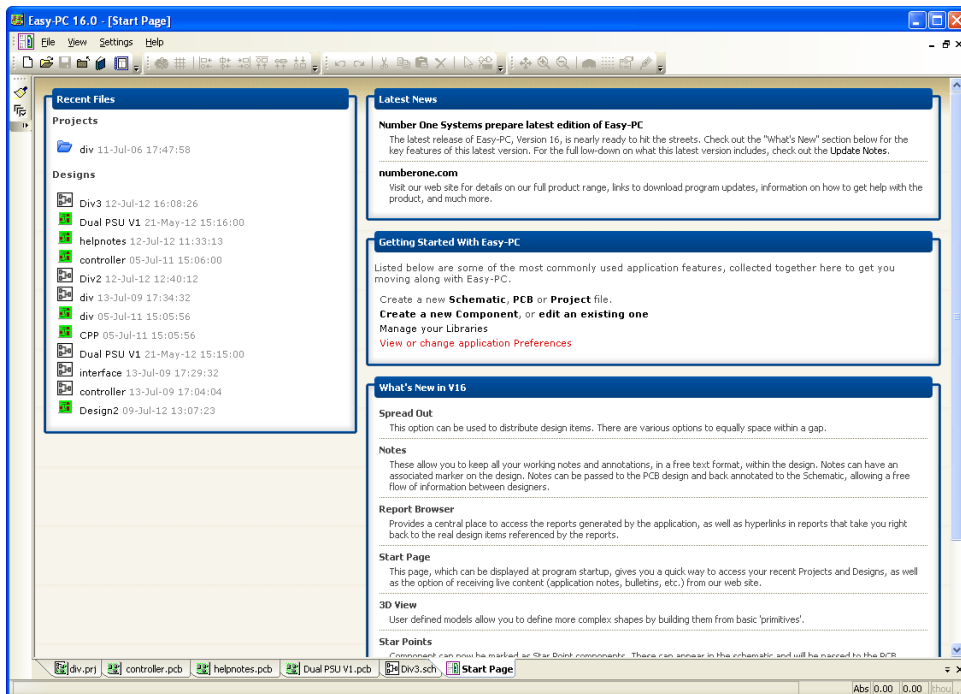 Easy-PC 16.0 - [Start Page]
File View Settings Help
Recent Files
Projects
div 11-Jul-06 17:47:58
Designs
Div3 12-Jul-12 16:08:26
Dual PSU V1 21-May-12 15:16:00
helpnotes 12-Jul-12 11:33:13
controller 05-Jul-11 15:06:00
Div2 12-Jul-12 12:40:12
div 13-Jul-09 17:34:32
div 05-Jul-11 15:05:56
CPP 05-Jul-11 15:05:56
Dual PSU V1 21-May-12 15:15:00
interface 13-Jul-09 17:29:32
controller 13-Jul-09 17:04:04
Design2 09-Jul-12 13:07:23
Latest News
Number One Systems prepare latest edition of Easy-PC
The latest release of Easy-PC, Version 16, is nearly ready to hit the streets. Check out the "What's New" section below for the
key features of this latest version. For the full low-down on what this latest version includes, check out the Update Notes.
numberone.com
Visit our web site for details on our full product range, links to download program updates, information on how to get help with the
product, and much more.
Getting Started With Easy-PC
Listed below are some of the most commonly used application features, collected together here to get you
moving along with Easy-PC.
Create a new Schematic, PCB or Project file.
Create a new Component, or edit an existing one
Manage your Libraries
View or change application Preferences
What's New in V16
Spread Out
This option can be used to distribute design items. There are various options to equally space within a gap.
Notes
These allow you to keep all your working notes and annotations, in a free text format, within the design. Notes can have an
associated marker on the design. Notes can be passed to the PCB design and back annotated to the Schematic, allowing a free
flow of information between designers.
Report Browser
Provides a central place to access the reports generated by the application, as well as hyperlinks in reports that take you right
back to the real design items referenced by the reports.
Start Page
This page, which can be displayed at program startup, gives you a quick way to access your recent Projects and Designs, as well
as the option of receiving live content (application notes, bulletins, etc.) from our web site.
3D View
User defined models allow you to define more complex shapes by building them from basic 'primitives'.
Star Points
Component can now be marked as Star Point components. These can appear in the schematic and will be passed to the PCB
div.prj controller.pcb helpnotes.pcb Dual PSU V1.pcb Div3.sch Start Page
Abs 0.00 0.00 thou